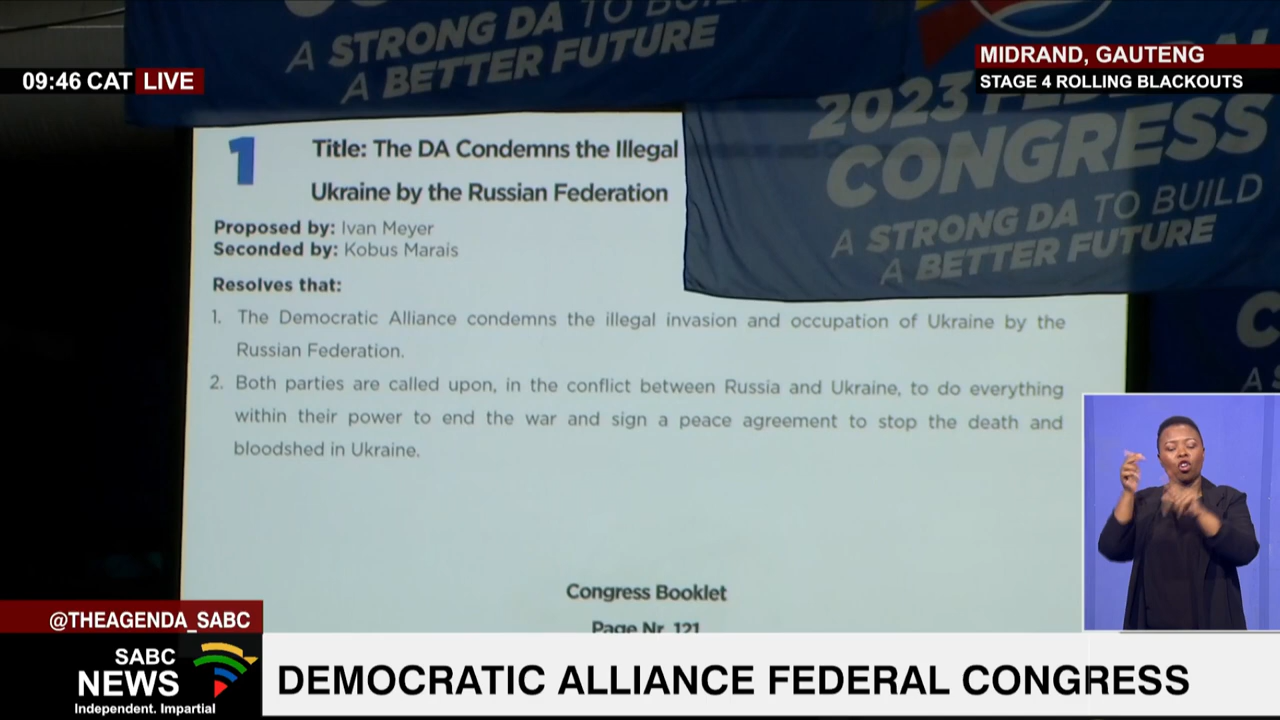 A STRONG DA TO BUILD
A BETTER FUTURE
MIDRAND, GAUTENG
09:46 CAT LIVE
STAGE 4 ROLLING BLACKOUTS
2023 FEDERAL
CONGRESS
A STRONG DA TO BUILD
A BETTER FUTURE
1
Title: The DA Condemns the Illegal
Ukraine by the Russian Federation
Proposed by: Ivan Meyer
Seconded by: Kobus Marais
Resolves that:
1. The Democratic Alliance condemns the illegal invasion and occupation of Ukraine by the
Russian Federation.
2. Both parties are called upon, in the conflict between Russia and Ukraine, to do everything
within their power to end the war and sign a peace agreement to stop the death and
bloodshed in Ukraine.
Congress Booklet
Page Nr. 121
@THEAGENDA_SABC
SABC
NEWS
Independent. Impartial
DEMOCRATIC ALLIANCE FEDERAL CONGRESS